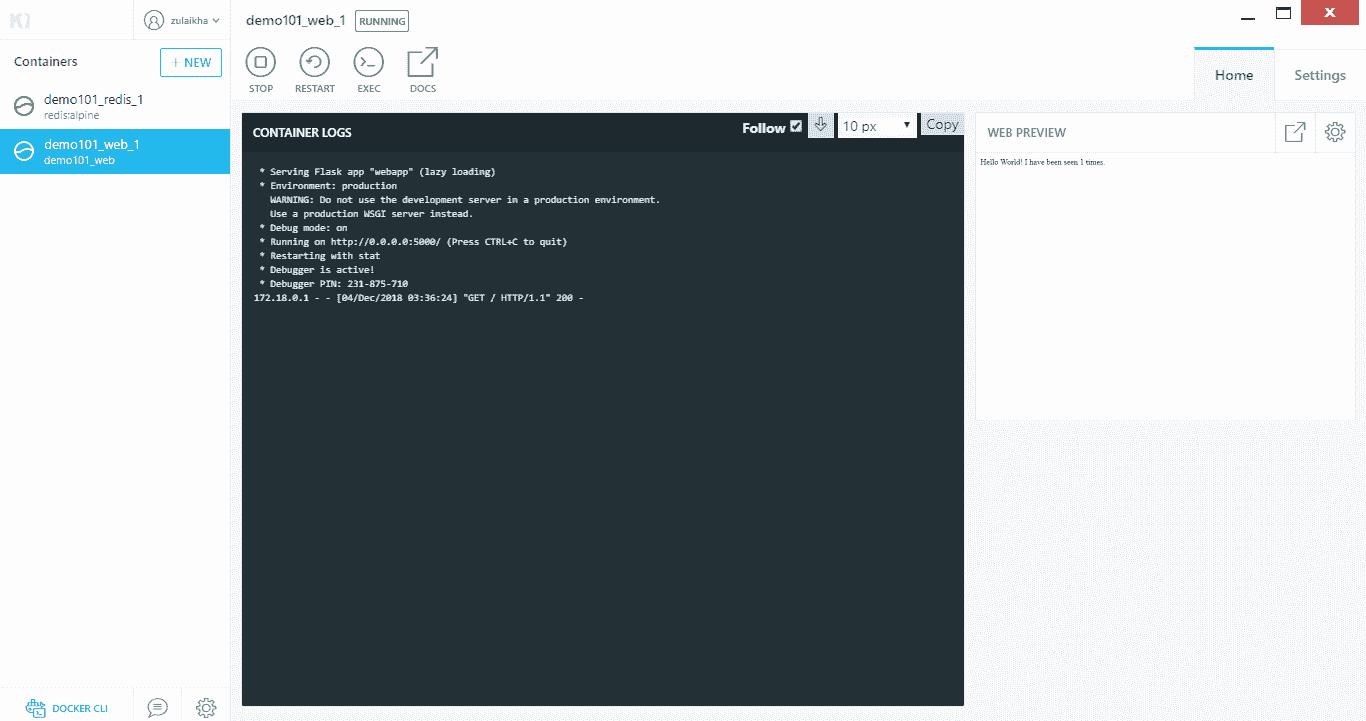 zulaikha
Containers
+ NEW
demo101_redis_1
redis:alpine
demo101_web_1
demo101_web
DOCKER CLI
demo101_web_1 RUNNING
STOP RESTART EXEC DOCS
Home Settings
CONTAINER LOGS Follow 10 px Copy
* Serving Flask app "webapp" (lazy loading)
* Environment: production
WARNING: Do not use the development server in a production environment.
Use a production WSGI server instead.
* Debug mode: on
* Running on http://0.0.0.0:5000/ (Press CTRL+C to quit)
* Restarting with stat
* Debugger is active!
* Debugger PIN: 231-875-710
172.18.0.1 - - [04/Dec/2018 03:36:24] "GET / HTTP/1.1" 200 -
WEB PREVIEW
Hello World! I have been seen 1 times.